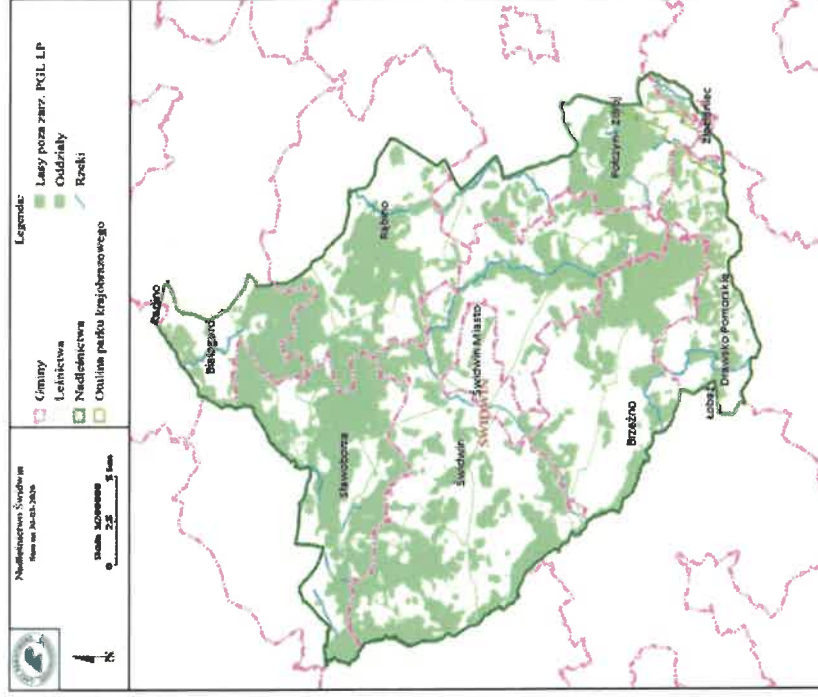 Nadleśnictwo Świdwin
Legenda:
Gminy
Leśnictwa
Nadleśnictwa
Otulina parku krajobrazowego
Lasy poza zarz. PGL LP
Oddziały
Rzeki
0
Białogard
Rąbino
Sławoborze
Świdwin Miasto
Świdwin
Połczyn-Zdrój
Brzeżno
Łobez
Drawsko Pomorskie
Złocieniec